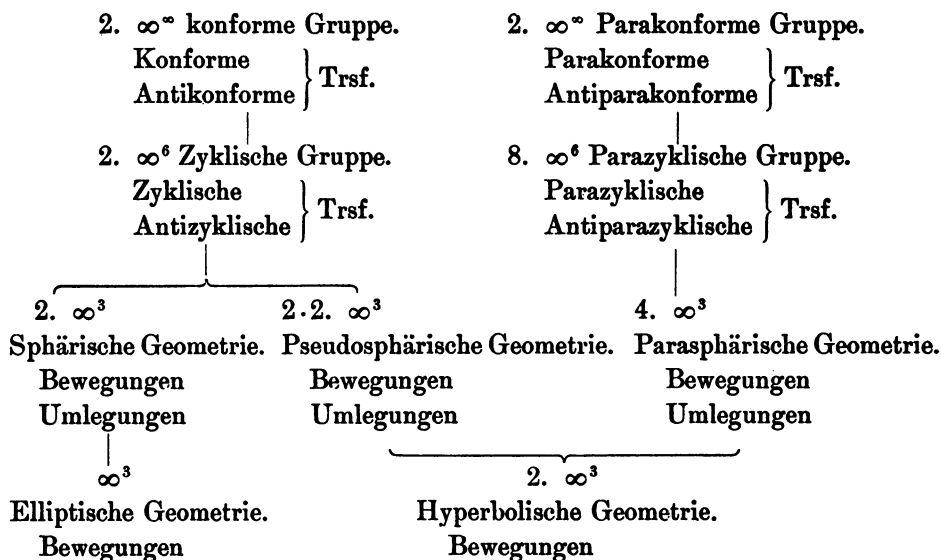 2. ∞^∞ konforme Gruppe. 2. ∞^∞ Parakonforme Gruppe.
Konforme } Trsf. Parakonforme } Trsf.
Antikonforme Antiparakonforme
2. ∞⁶ Zyklische Gruppe. 8. ∞⁶ Parazyklische Gruppe.
Zyklische } Trsf. Parazyklische } Trsf.
Antizyklische Antiparazyklische
2. ∞³ 2·2. ∞³ 4. ∞³
Sphärische Geometrie. Pseudosphärische Geometrie. Parasphärische Geometrie.
Bewegungen Bewegungen Bewegungen
Umlegungen Umlegungen Umlegungen
∞³ 2. ∞³
Elliptische Geometrie. Hyperbolische Geometrie.
Bewegungen Bewegungen